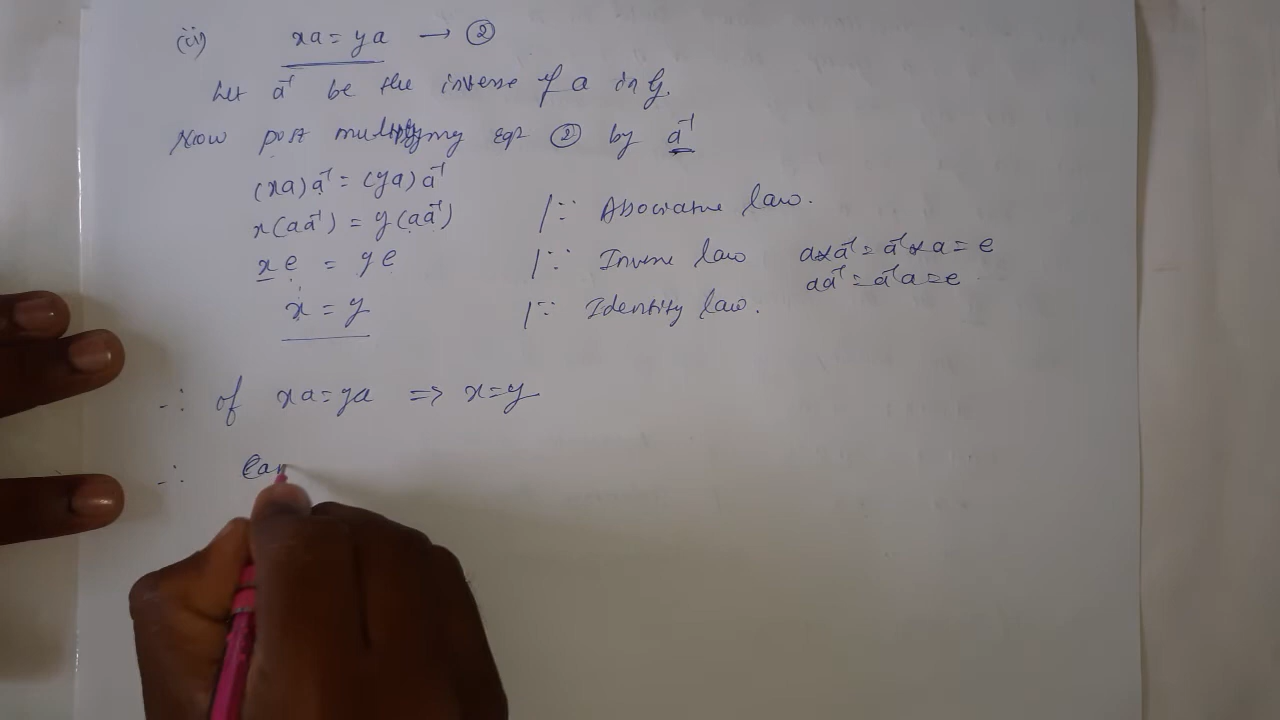 (ii) xa = ya → ②
Let a⁻¹ be the inverse of a in G.
Now post multiplying eqn ② by a⁻¹
(xa)a⁻¹ = (ya)a⁻¹
x(aa⁻¹) = y(aa⁻¹) |∵ Associative law.
xe = ye |∵ Inverse law a*a⁻¹ = a⁻¹*a = e
aa⁻¹ = a⁻¹a = e
x = y |∵ Identity law.
∴ If xa = ya ⇒ x = y
∴ Can